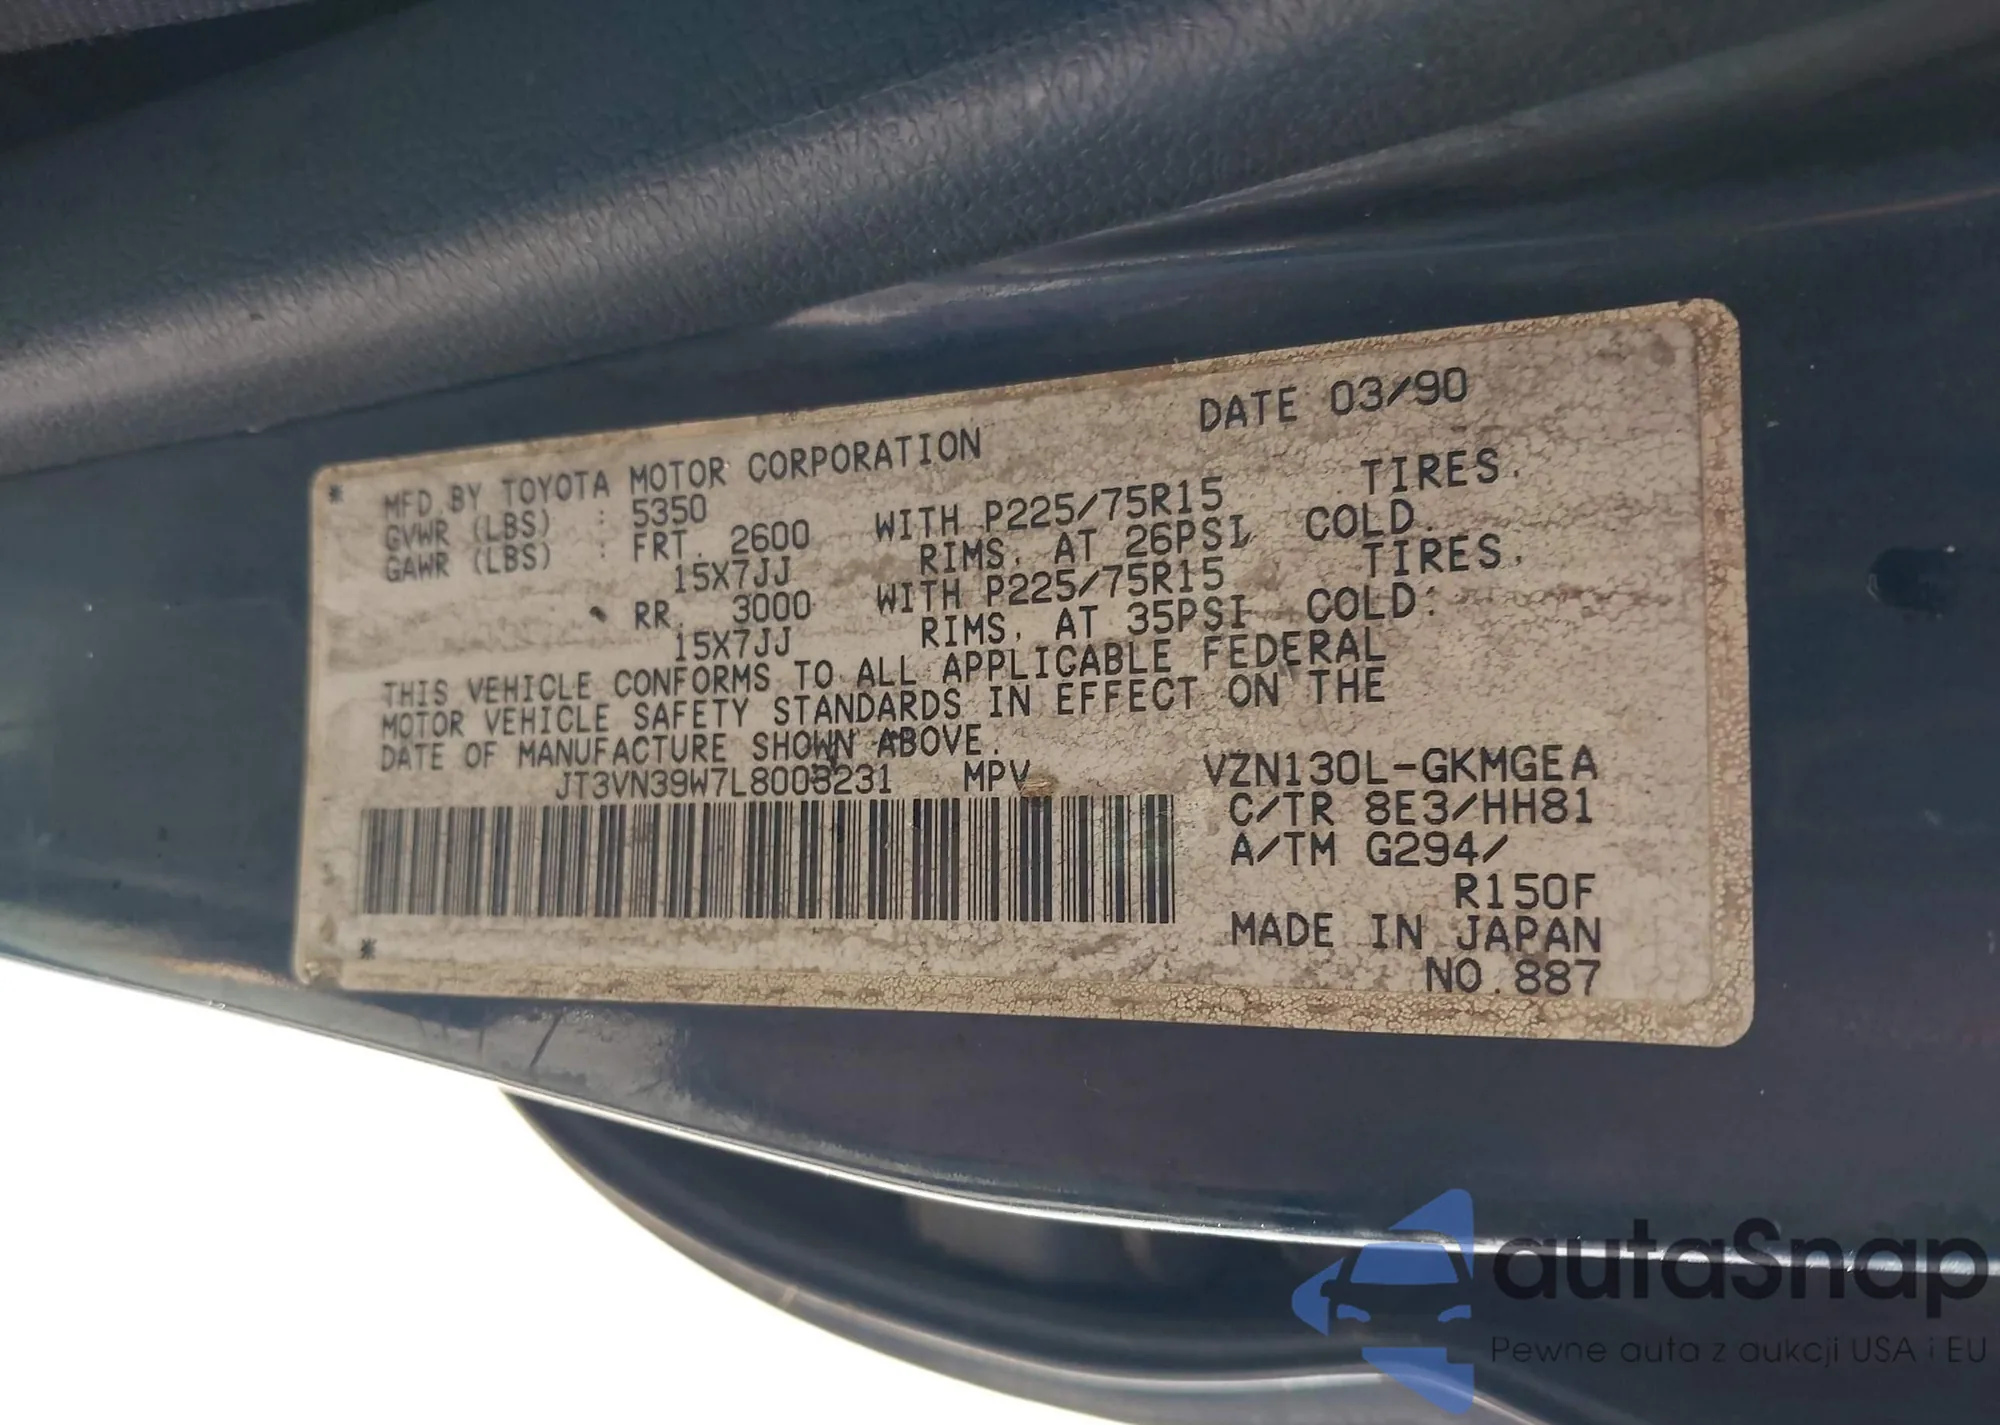 * MFD.BY TOYOTA MOTOR CORPORATION DATE 03/90
GVWR (LBS) : 5350
GAWR (LBS) : FRT. 2600 WITH P225/75R15 TIRES,
15X7JJ RIMS, AT 26PSI, COLD.
RR. 3000 WITH P225/75R15 TIRES,
15X7JJ RIMS, AT 35PSI COLD.
THIS VEHICLE CONFORMS TO ALL APPLICABLE FEDERAL
MOTOR VEHICLE SAFETY STANDARDS IN EFFECT ON THE
DATE OF MANUFACTURE SHOWN ABOVE.
JT3VN39W7L8003231 MPV VZN130L-GKMGEA
C/TR 8E3/HH81
A/TM G294/
R150F
MADE IN JAPAN
* NO.887
autaSnap
Pewne auta z aukcji USA i EU